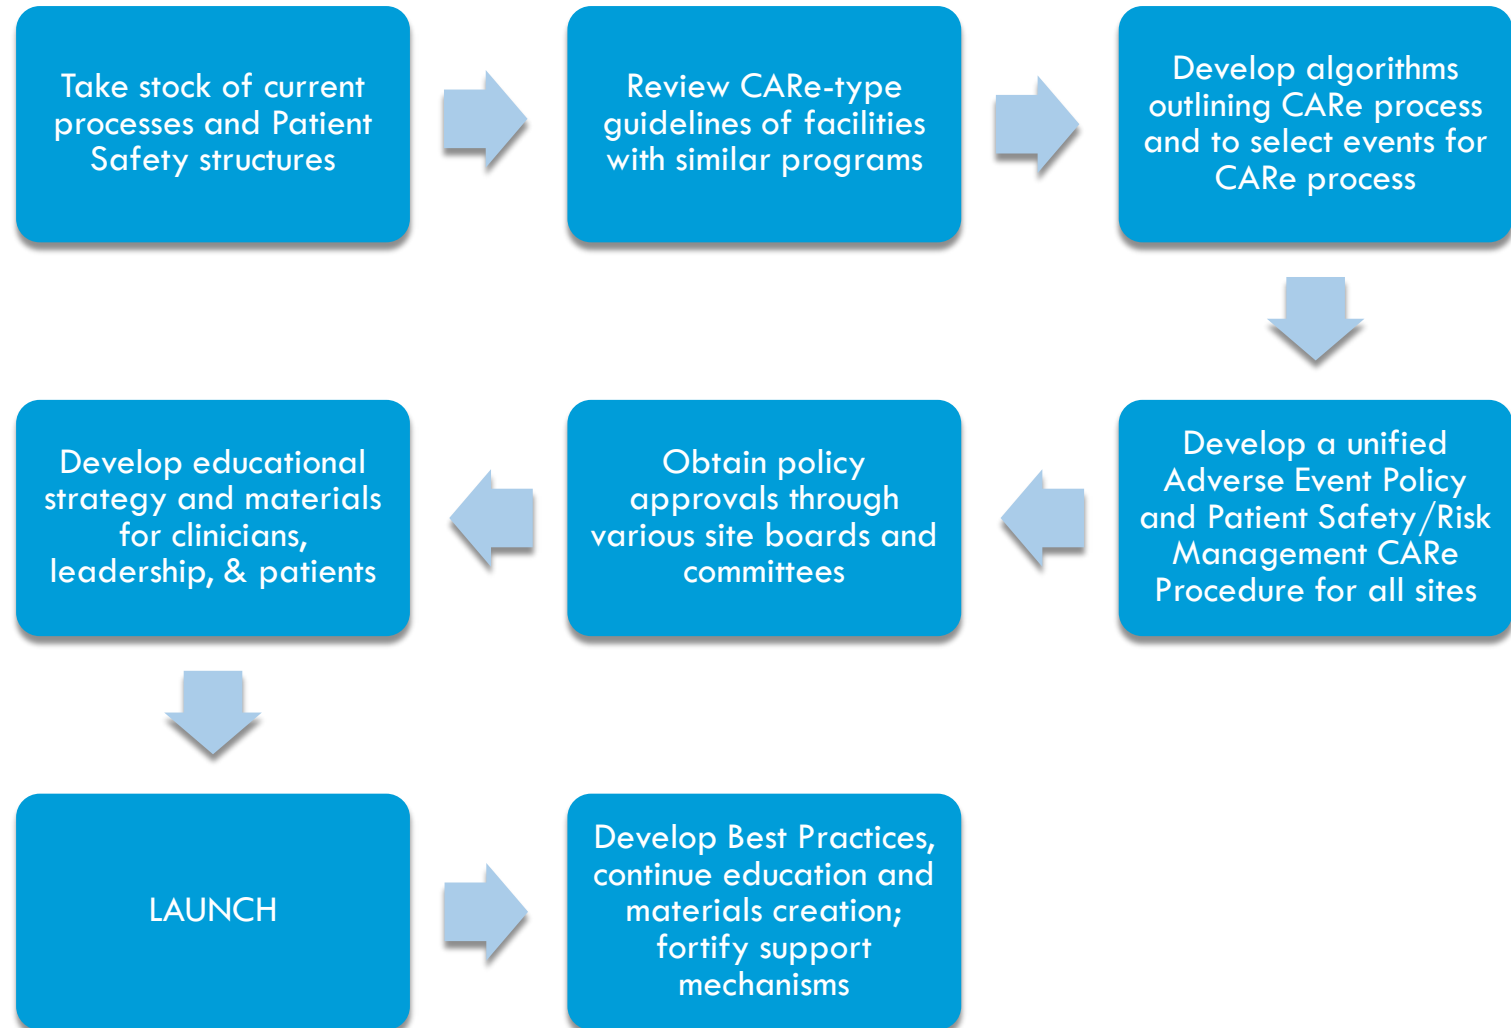 Take stock of current
processes and Patient
Safety structures
Review CARe-type
guidelines of facilities
with similar programs
Develop algorithms
outlining CARe process
and to select events for
CARe process
Develop a unified
Adverse Event Policy
and Patient Safety/Risk
Management CARe
Procedure for all sites
Obtain policy
approvals through
various site boards and
committees
Develop educational
strategy and materials
for clinicians,
leadership, & patients
LAUNCH
Develop Best Practices,
continue education and
materials creation;
fortify support
mechanisms